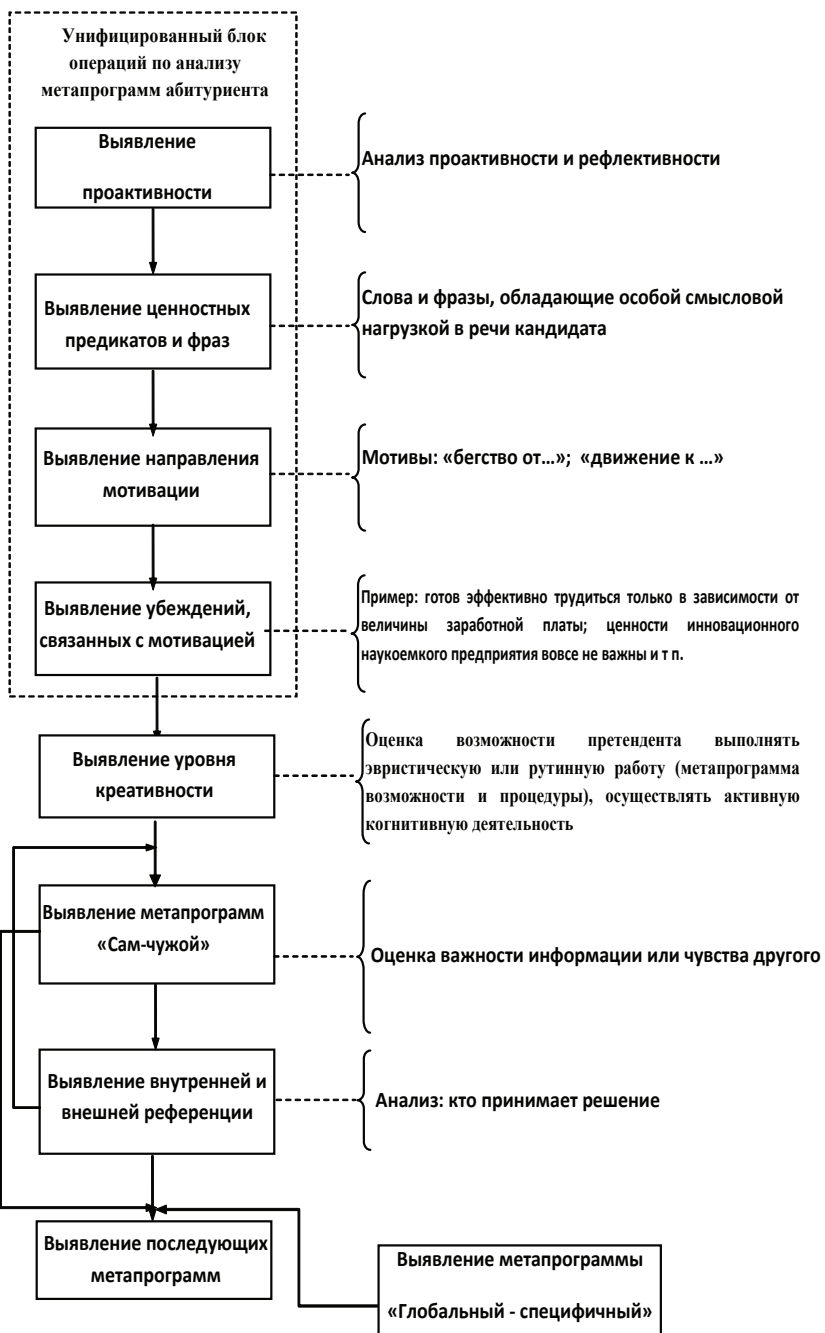 Унифицированный блок
операций по анализу
метапрограмм абитуриента
Выявление
проактивности
Анализ проактивности и рефлективности
Выявление ценностных
предикатов и фраз
Слова и фразы, обладающие особой смысловой
нагрузкой в речи кандидата
Выявление направления
мотивации
Мотивы: «бегство от…»; «движение к …»
Выявление убеждений,
связанных с мотивацией
Пример: готов эффективно трудиться только в зависимости от
величины заработной платы; ценности инновационного
наукоемкого предприятия вовсе не важны и т п.
Выявление уровня
креативности
Оценка возможности претендента выполнять
эвристическую или рутинную работу (метапрограмма
возможности и процедуры), осуществлять активную
когнитивную деятельность
Выявление метапрограмм
«Сам-чужой»
Оценка важности информации или чувства другого
Выявление внутренней и
внешней референции
Анализ: кто принимает решение
Выявление последующих
метапрограмм
Выявление метапрограммы
«Глобальный - специфичный»